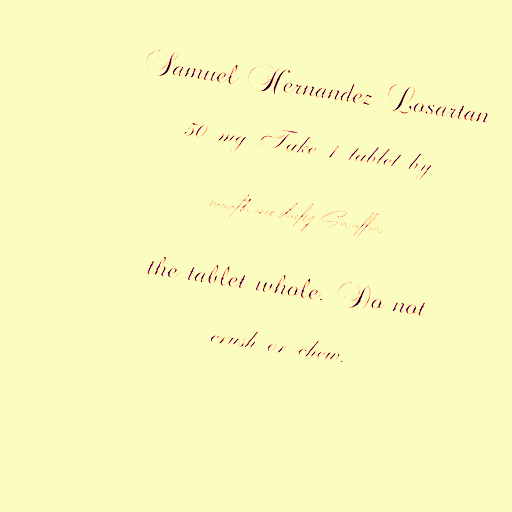 Samuel Hernandez Losartan
50 mg Take 1 tablet by
mouth once daily
the tablet whole. Do not
crush or chew.